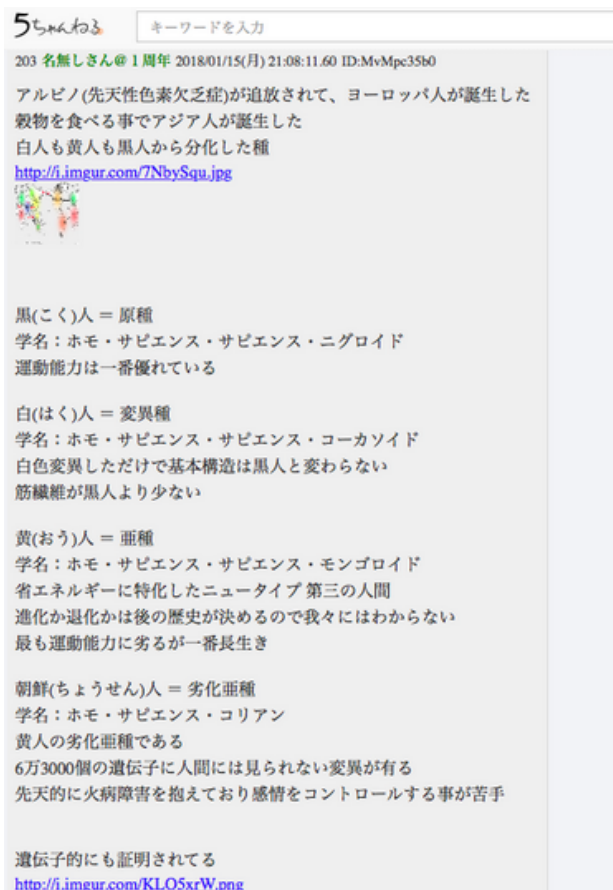 5ちゃんねる
キーワードを入力
203 名無しさん@1周年 2018/01/15(月) 21:08:11.60 ID:MvMpc35b0
アルビノ(先天性色素欠乏症)が追放されて、ヨーロッパ人が誕生した
穀物を食べる事でアジア人が誕生した
白人も黄人も黒人から分化した種
http://i.imgur.com/7NbySqu.jpg
黒(こく)人 = 原種
学名:ホモ・サピエンス・サピエンス・ニグロイド
運動能力は一番優れている
白(はく)人 = 変異種
学名:ホモ・サピエンス・サピエンス・コーカソイド
白色変異しただけで基本構造は黒人と変わらない
筋繊維が黒人より少ない
黄(おう)人 = 亜種
学名:ホモ・サピエンス・サピエンス・モンゴロイド
省エネルギーに特化したニュータイプ 第三の人間
進化か退化かは後の歴史が決めるので我々にはわからない
最も運動能力に劣るが一番長生き
朝鮮(ちょうせん)人 = 劣化亜種
学名:ホモ・サピエンス・コリアン
黄人の劣化亜種である
6万3000個の遺伝子に人間には見られない変異が有る
先天的に火病障害を抱えており感情をコントロールする事が苦手
遺伝子的にも証明されてる
http://i.imgur.com/KLO5xrW.png